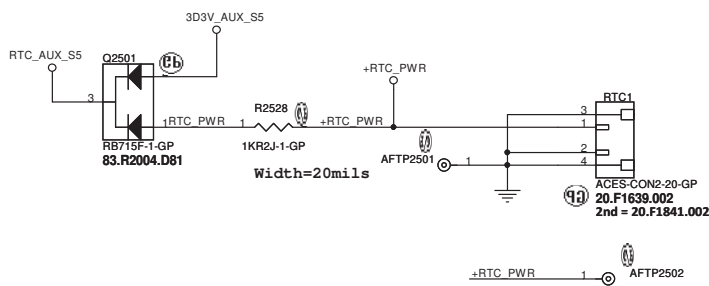 3D3V_AUX_S5
RTC_AUX_S5
Q2501
3
1RTC_PWR
RB715F-1-GP
83.R2004.D81
1
R2528
1KR2J-1-GP
+RTC_PWR
+RTC_PWR
Width=20mils
AFTP2501
1
RTC1
3
1
2
4
ACES-CON2-20-GP
20.F1639.002
2nd = 20.F1841.002
+RTC_PWR
1
AFTP2502